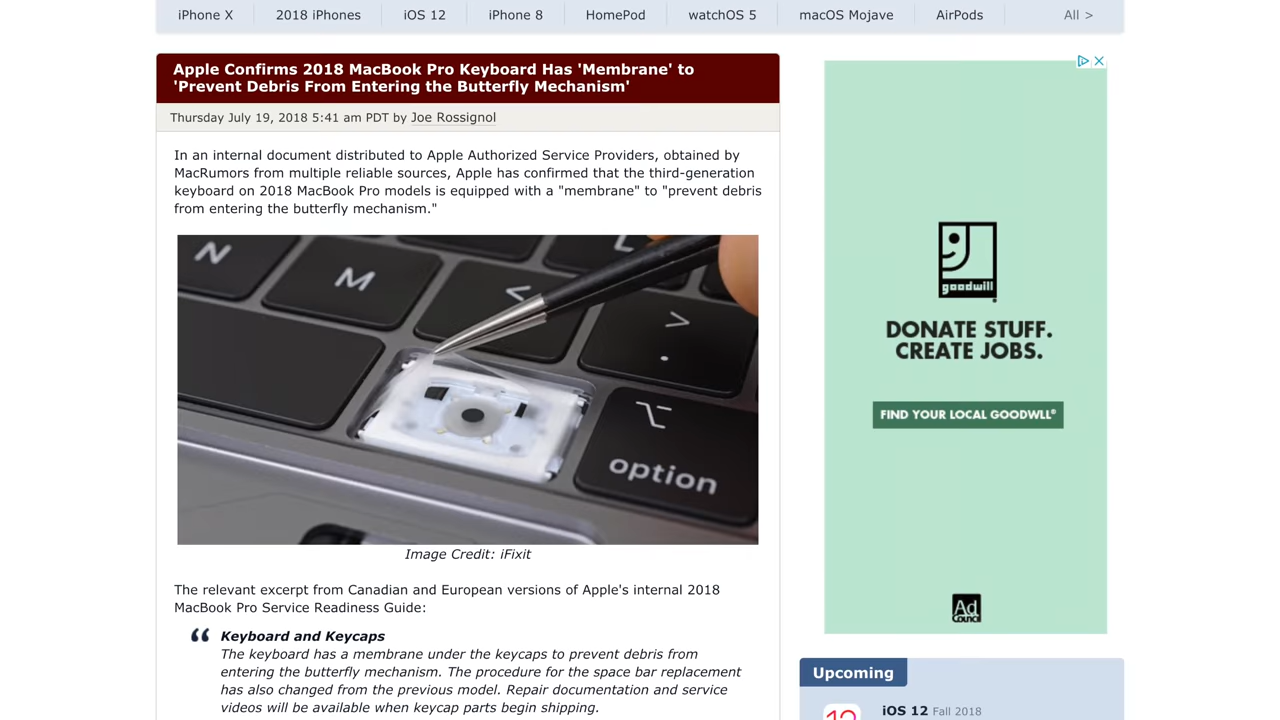 iPhone X 2018 iPhones iOS 12 iPhone 8 HomePod watchOS 5 macOS Mojave AirPods All >
Apple Confirms 2018 MacBook Pro Keyboard Has 'Membrane' to
'Prevent Debris From Entering the Butterfly Mechanism'
Thursday July 19, 2018 5:41 am PDT by Joe Rossignol
In an internal document distributed to Apple Authorized Service Providers, obtained by
MacRumors from multiple reliable sources, Apple has confirmed that the third-generation
keyboard on 2018 MacBook Pro models is equipped with a "membrane" to "prevent debris
from entering the butterfly mechanism."
N
M
L
<
>
.
option
Image Credit: iFixit
The relevant excerpt from Canadian and European versions of Apple's internal 2018
MacBook Pro Service Readiness Guide:
“ Keyboard and Keycaps
The keyboard has a membrane under the keycaps to prevent debris from
entering the butterfly mechanism. The procedure for the space bar replacement
has also changed from the previous model. Repair documentation and service
videos will be available when keycap parts begin shipping.
goodwill
DONATE STUFF.
CREATE JOBS.
FIND YOUR LOCAL GOODWLL®
Ad
Council
Upcoming
12
iOS 12 Fall 2018